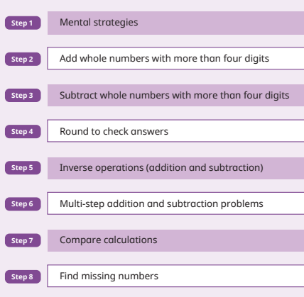 Step 1 Mental strategies
Step 2 Add whole numbers with more than four digits
Step 3 Subtract whole numbers with more than four digits
Step 4 Round to check answers
Step 5 Inverse operations (addition and subtraction)
Step 6 Multi-step addition and subtraction problems
Step 7 Compare calculations
Step 8 Find missing numbers